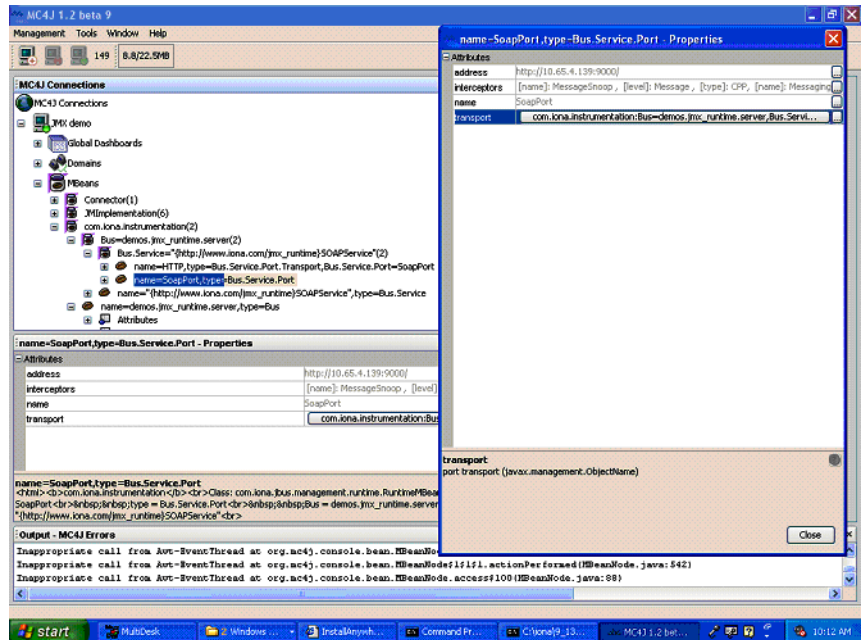 MC4J 1.2 beta 9
Management Tools Window Help
149 8.8/22.5MB
MC4J Connections
MC4J Connections
JMX demo
Global Dashboards
Domains
MBeans
Connector(1)
JMImplementation(6)
com.iona.instrumentation(2)
Bus=demos.jmx_runtime.server(2)
Bus.Service="{http://www.iona.com/jmx_runtime}SOAPService"(2)
name=HTTP,type=Bus.Service.Port.Transport,Bus.Service.Port=SoapPort
name=SoapPort,type=Bus.Service.Port
name="{http://www.iona.com/jmx_runtime}SOAPService",type=Bus.Service
name=demos.jmx_runtime.server,type=Bus
Attributes
name=SoapPort,type=Bus.Service.Port - Properties
Attributes
address http://10.65.4.139:9000/
interceptors [name]: MessageSnoop , [level]
name SoapPort
transport com.iona.instrumentation:Bus
name=SoapPort,type=Bus.Service.Port
<html> <b>com.iona.instrumentation</b> <br>Class: com.iona.jbus.management.runtime.RuntimeMBea
SoapPort<br>&nbsp;&nbsp;type = Bus.Service.Port<br>&nbsp;&nbsp;Bus = demos.jmx_runtime.server
"{http://www.iona.com/jmx_runtime}SOAPService"<br>
Output - MC4J Errors
Inappropriate call from Awt-EventThread at org.mc4j.console.bean.MBeanNode$1$1$1.actionPerformed(MBeanNode.java:542)
Inappropriate call from Awt-EventThread at org.mc4j.console.bean.MBeanNode.access$100(MBeanNode.java:88)
name=SoapPort,type=Bus.Service.Port - Properties
Attributes
address http://10.65.4.139:9000/
interceptors [name]: MessageSnoop , [level]: Message , [type]: CPP, [name]: Messaging
name SoapPort
transport com.iona.instrumentation:Bus=demos.jmx_runtime.server,Bus.Servi...
transport
port transport (javax.management.ObjectName)
Close
start MultiDesk 2 Windows ... InstallAnywh... Command Pr... C:\iona\9_13... MC4J 1.2 bet... 10:12 AM